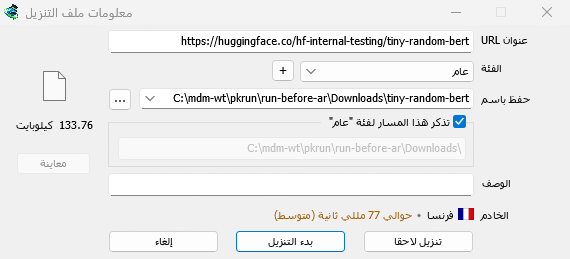 معلومات ملف التنزيل
عنوان URL
https://huggingface.co/hf-internal-testing/tiny-random-bert
الفئة
عام
+
حفظ باسم
C:\mdm-wt\pkrun\run-before-ar\Downloads\tiny-random-bert
...
133.76 كيلوبايت
تذكر هذا المسار لفئة "عام"
C:\mdm-wt\pkrun\run-before-ar\Downloads\
معاينة
الوصف
الخادم فرنسا • حوالي 77 مللي ثانية (متوسط)
تنزيل لاحقا
بدء التنزيل
إلغاء